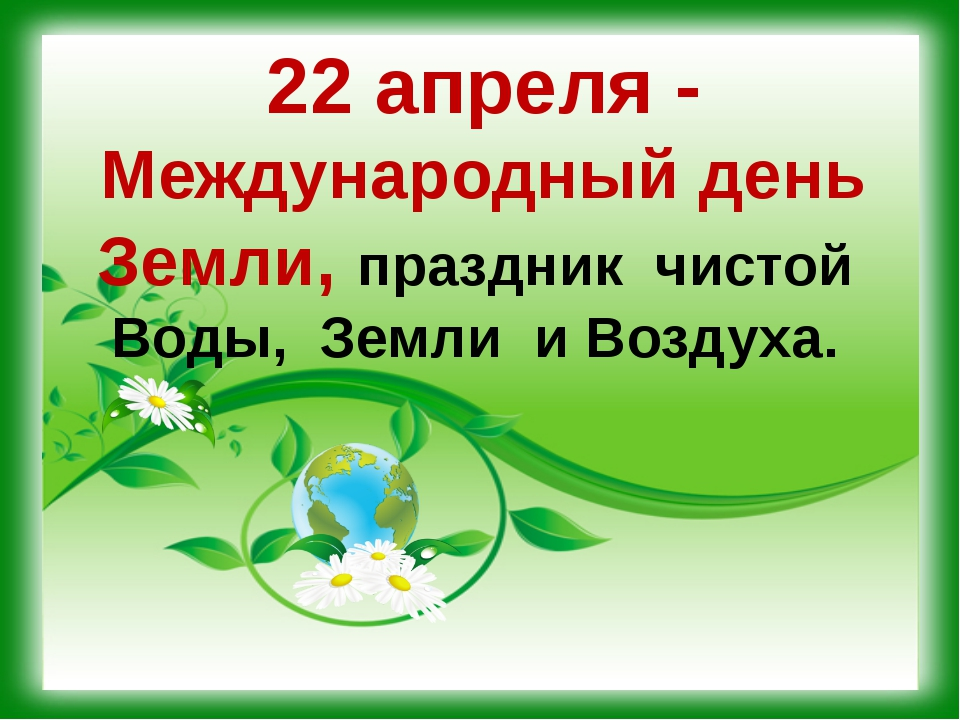 22 апреля -
Международный день
Земли, праздник чистой
Воды, Земли и Воздуха.